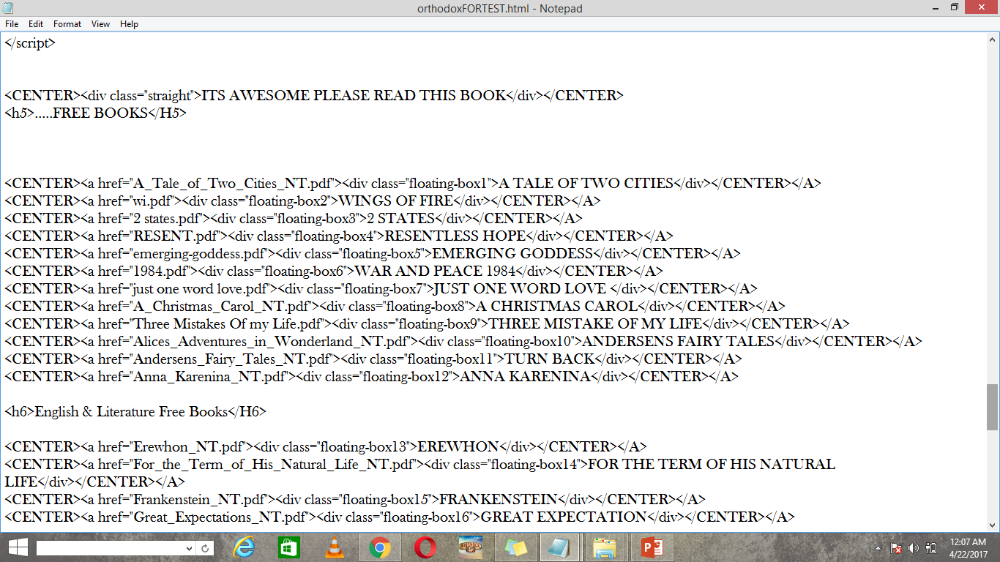 orthodoxFORTEST.html - Notepad
File Edit Format View Help
</script>
<CENTER><div class="straight">ITS AWESOME PLEASE READ THIS BOOK</div></CENTER>
<h5>.....FREE BOOKS</H5>
<CENTER><a href="A_Tale_of_Two_Cities_NT.pdf"><div class="floating-box1">A TALE OF TWO CITIES</div></CENTER></A>
<CENTER><a href="wi.pdf"><div class="floating-box2">WINGS OF FIRE</div></CENTER></A>
<CENTER><a href="2 states.pdf"><div class="floating-box3">2 STATES</div></CENTER></A>
<CENTER><a href="RESENT.pdf"><div class="floating-box4">RESENTLESS HOPE</div></CENTER></A>
<CENTER><a href="emerging-goddess.pdf"><div class="floating-box5">EMERGING GODDESS</div></CENTER></A>
<CENTER><a href="1984.pdf"><div class="floating-box6">WAR AND PEACE 1984</div></CENTER></A>
<CENTER><a href="just one word love.pdf"><div class="floating-box7">JUST ONE WORD LOVE </div></CENTER></A>
<CENTER><a href="A_Christmas_Carol_NT.pdf"><div class="floating-box8">A CHRISTMAS CAROL</div></CENTER></A>
<CENTER><a href="Three Mistakes Of my Life.pdf"><div class="floating-box9">THREE MISTAKE OF MY LIFE</div></CENTER></A>
<CENTER><a href="Alices_Adventures_in_Wonderland_NT.pdf"><div class="floating-box10">ANDERSENS FAIRY TALES</div></CENTER></A>
<CENTER><a href="Andersens_Fairy_Tales_NT.pdf"><div class="floating-box11">TURN BACK</div></CENTER></A>
<CENTER><a href="Anna_Karenina_NT.pdf"><div class="floating-box12">ANNA KARENINA</div></CENTER></A>
<h6>English & Literature Free Books</H6>
<CENTER><a href="Erewhon_NT.pdf"><div class="floating-box13">EREWHON</div></CENTER></A>
<CENTER><a href="For_the_Term_of_His_Natural_Life_NT.pdf"><div class="floating-box14">FOR THE TERM OF HIS NATURAL
LIFE</div></CENTER></A>
<CENTER><a href="Frankenstein_NT.pdf"><div class="floating-box15">FRANKENSTEIN</div></CENTER></A>
<CENTER><a href="Great_Expectations_NT.pdf"><div class="floating-box16">GREAT EXPECTATION</div></CENTER></A>
12:07 AM
4/22/2017